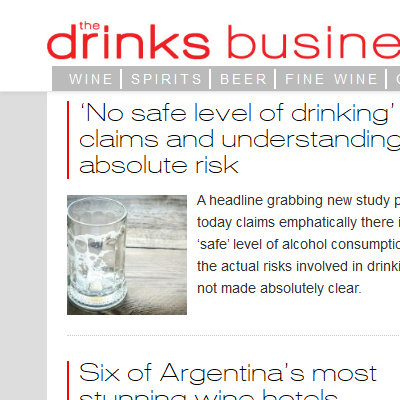 the
drinks busine
WINE | SPIRITS | BEER | FINE WINE |
'No safe level of drinking'
claims and understanding
absolute risk
A headline grabbing new study p
today claims emphatically there i
'safe' level of alcohol consumptio
the actual risks involved in drinki
not made absolutely clear.
Six of Argentina's most
stunning wine hotels